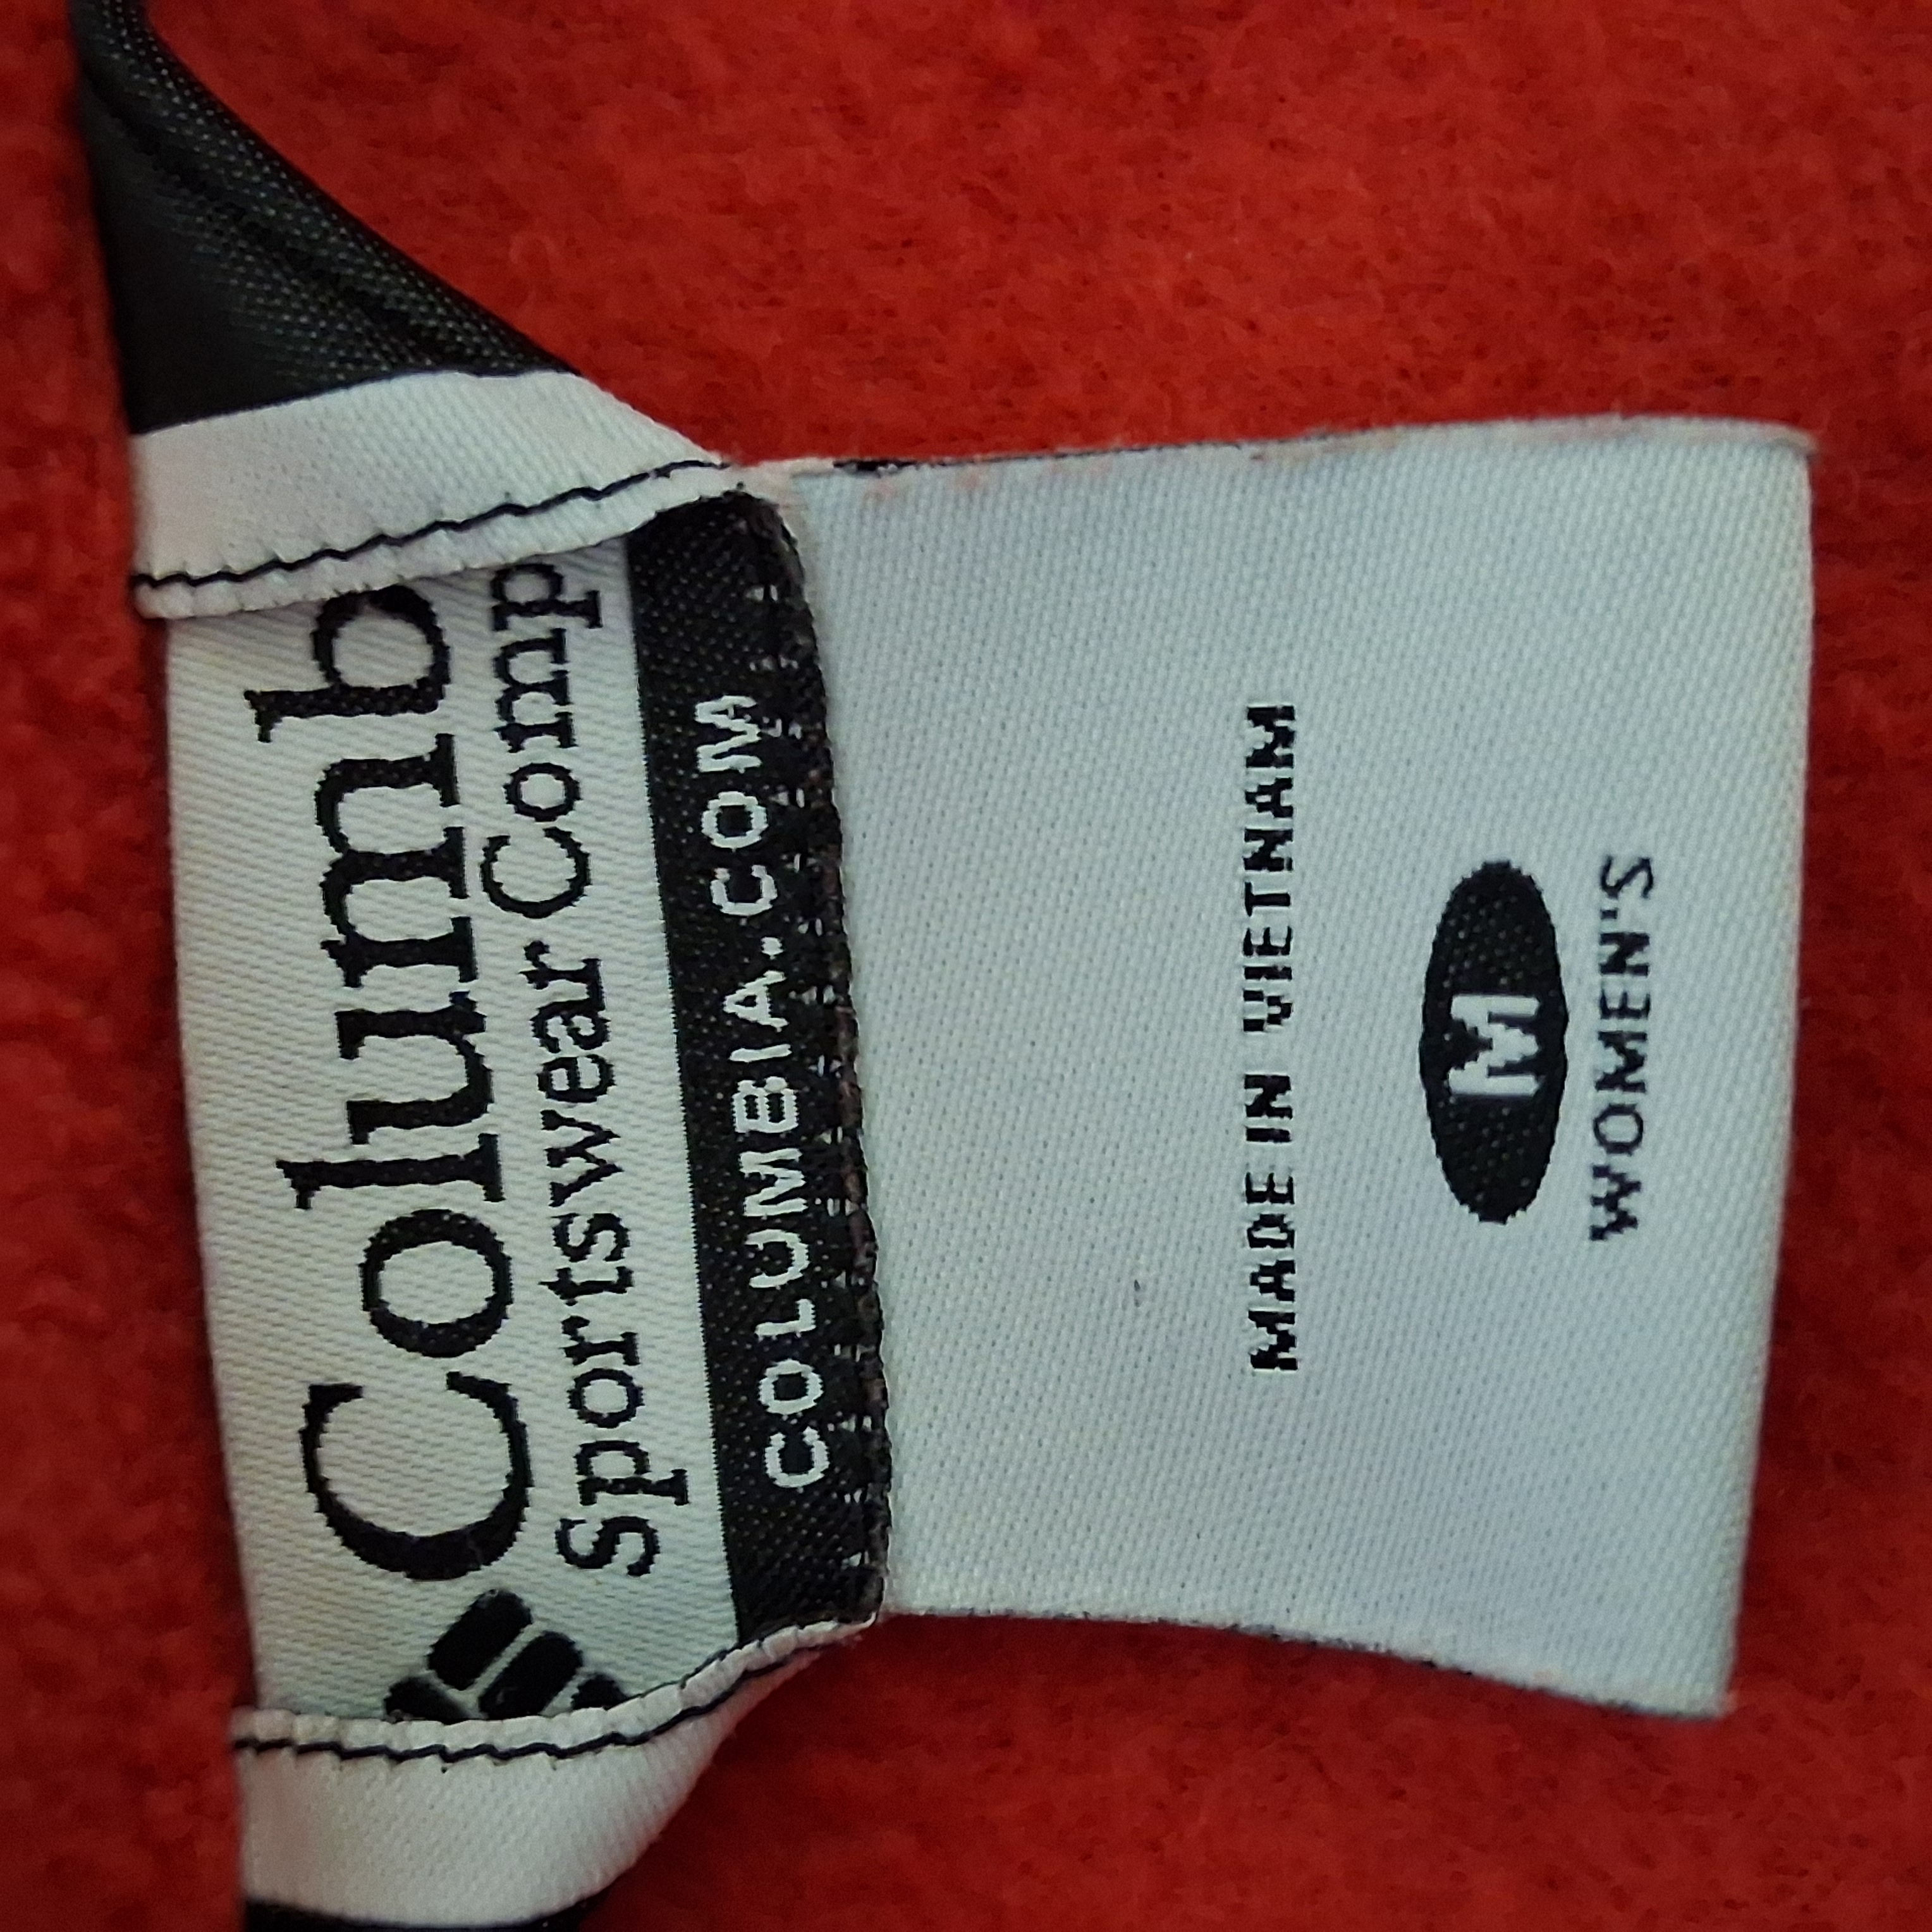 Columb
Sportswear Comp
COLUMBIA.COM
MADE IN VIETNAM
M
WOMEN'S